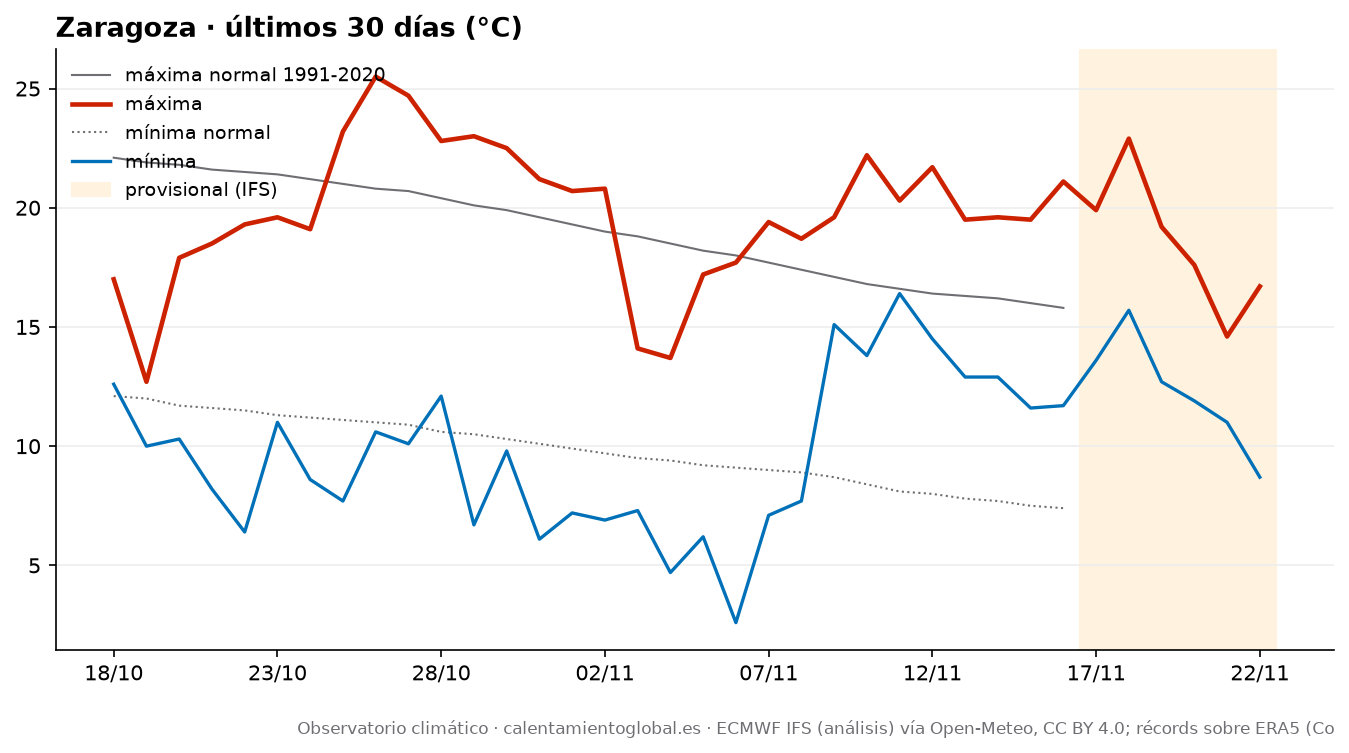 Zaragoza · últimos 30 días (°C)
máxima normal 1991-2020
máxima
mínima normal
mínima
provisional (IFS)
25
20
15
10
5
18/10 23/10 28/10 02/11 07/11 12/11 17/11 22/11
Observatorio climático · calentamientoglobal.es · ECMWF IFS (análisis) vía Open-Meteo, CC BY 4.0; récords sobre ERA5 (Co